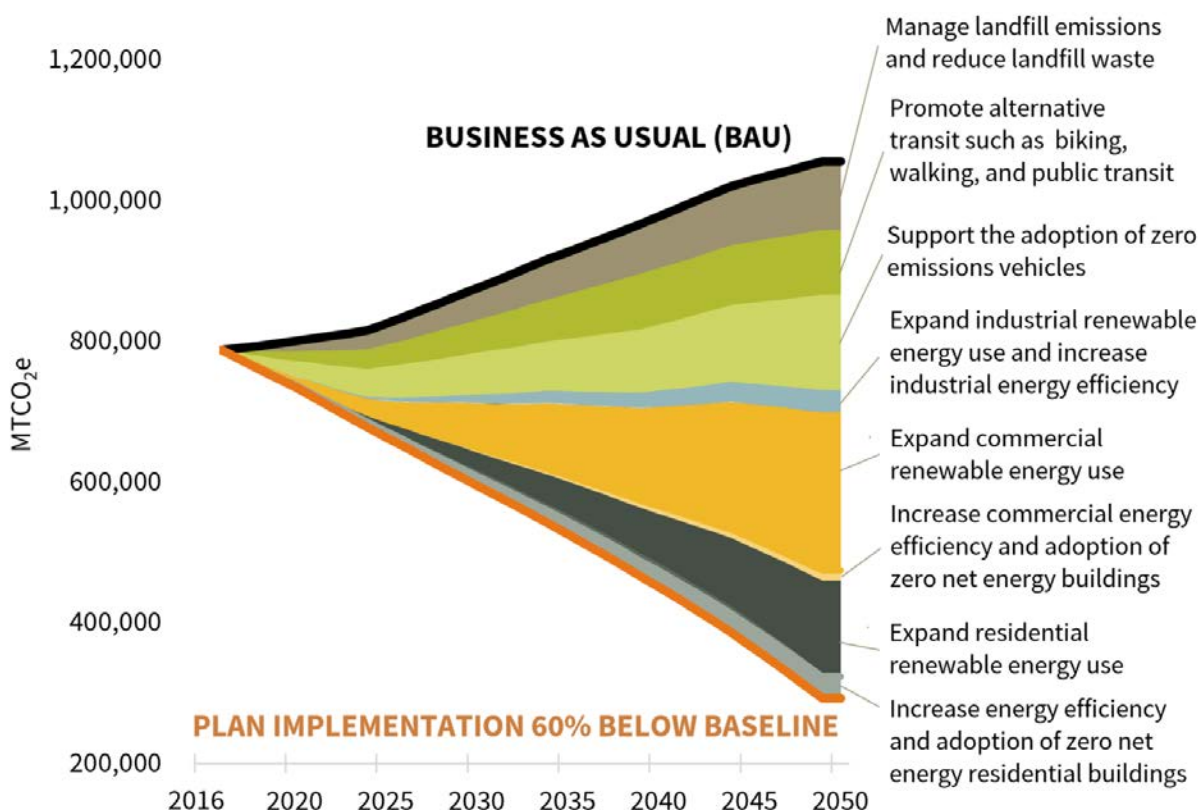 1,200,000
1,000,000
800,000
600,000
400,000
200,000
MTCO₂e
BUSINESS AS USUAL (BAU)
PLAN IMPLEMENTATION 60% BELOW BASELINE
2016 2020 2025 2030 2035 2040 2045 2050
Manage landfill emissions
and reduce landfill waste
Promote alternative
transit such as biking,
walking, and public transit
Support the adoption of zero
emissions vehicles
Expand industrial renewable
energy use and increase
industrial energy efficiency
Expand commercial
renewable energy use
Increase commercial energy
efficiency and adoption of
zero net energy buildings
Expand residential
renewable energy use
Increase energy efficiency
and adoption of zero net
energy residential buildings